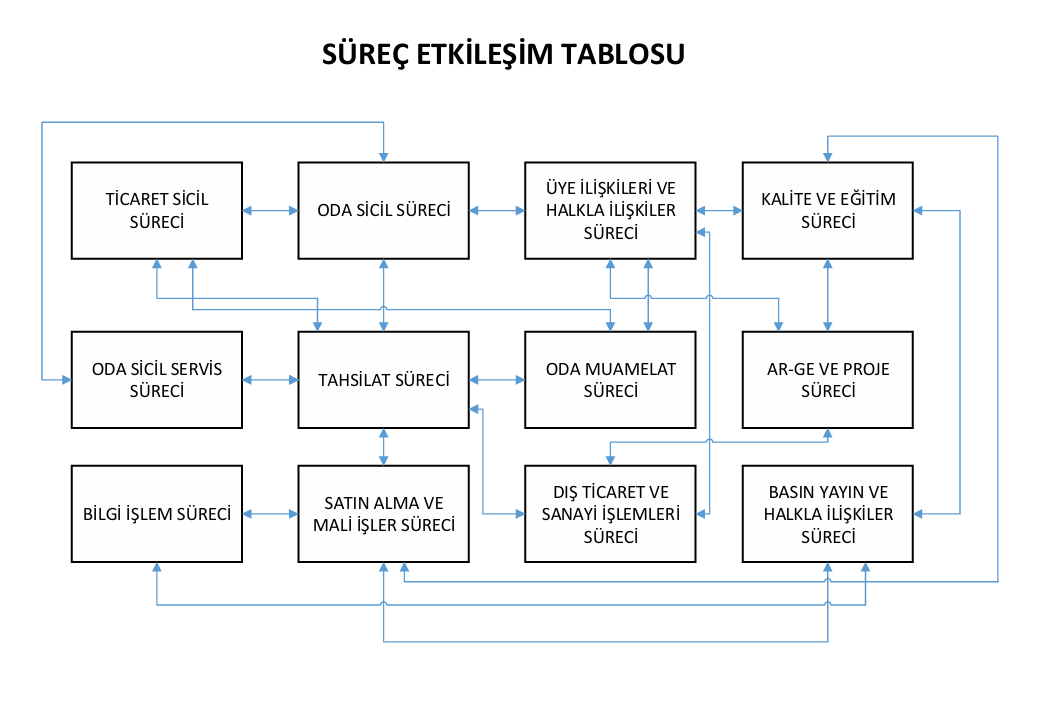 SÜREÇ ETKİLEŞİM TABLOSU
TİCARET SİCİL
SÜRECİ
ODA SİCİL SÜRECİ
ÜYE İLİŞKİLERİ VE
HALKLA İLİŞKİLER
SÜRECİ
KALİTE VE EĞİTİM
SÜRECİ
ODA SİCİL SERVİS
SÜRECİ
TAHSİLAT SÜRECİ
ODA MUAMELAT
SÜRECİ
AR-GE VE PROJE
SÜRECİ
BİLGİ İŞLEM SÜRECİ
SATIN ALMA VE
MALİ İŞLER SÜRECİ
DIŞ TİCARET VE
SANAYİ İŞLEMLERİ
SÜRECİ
BASIN YAYIN VE
HALKLA İLİŞKİLER
SÜRECİ